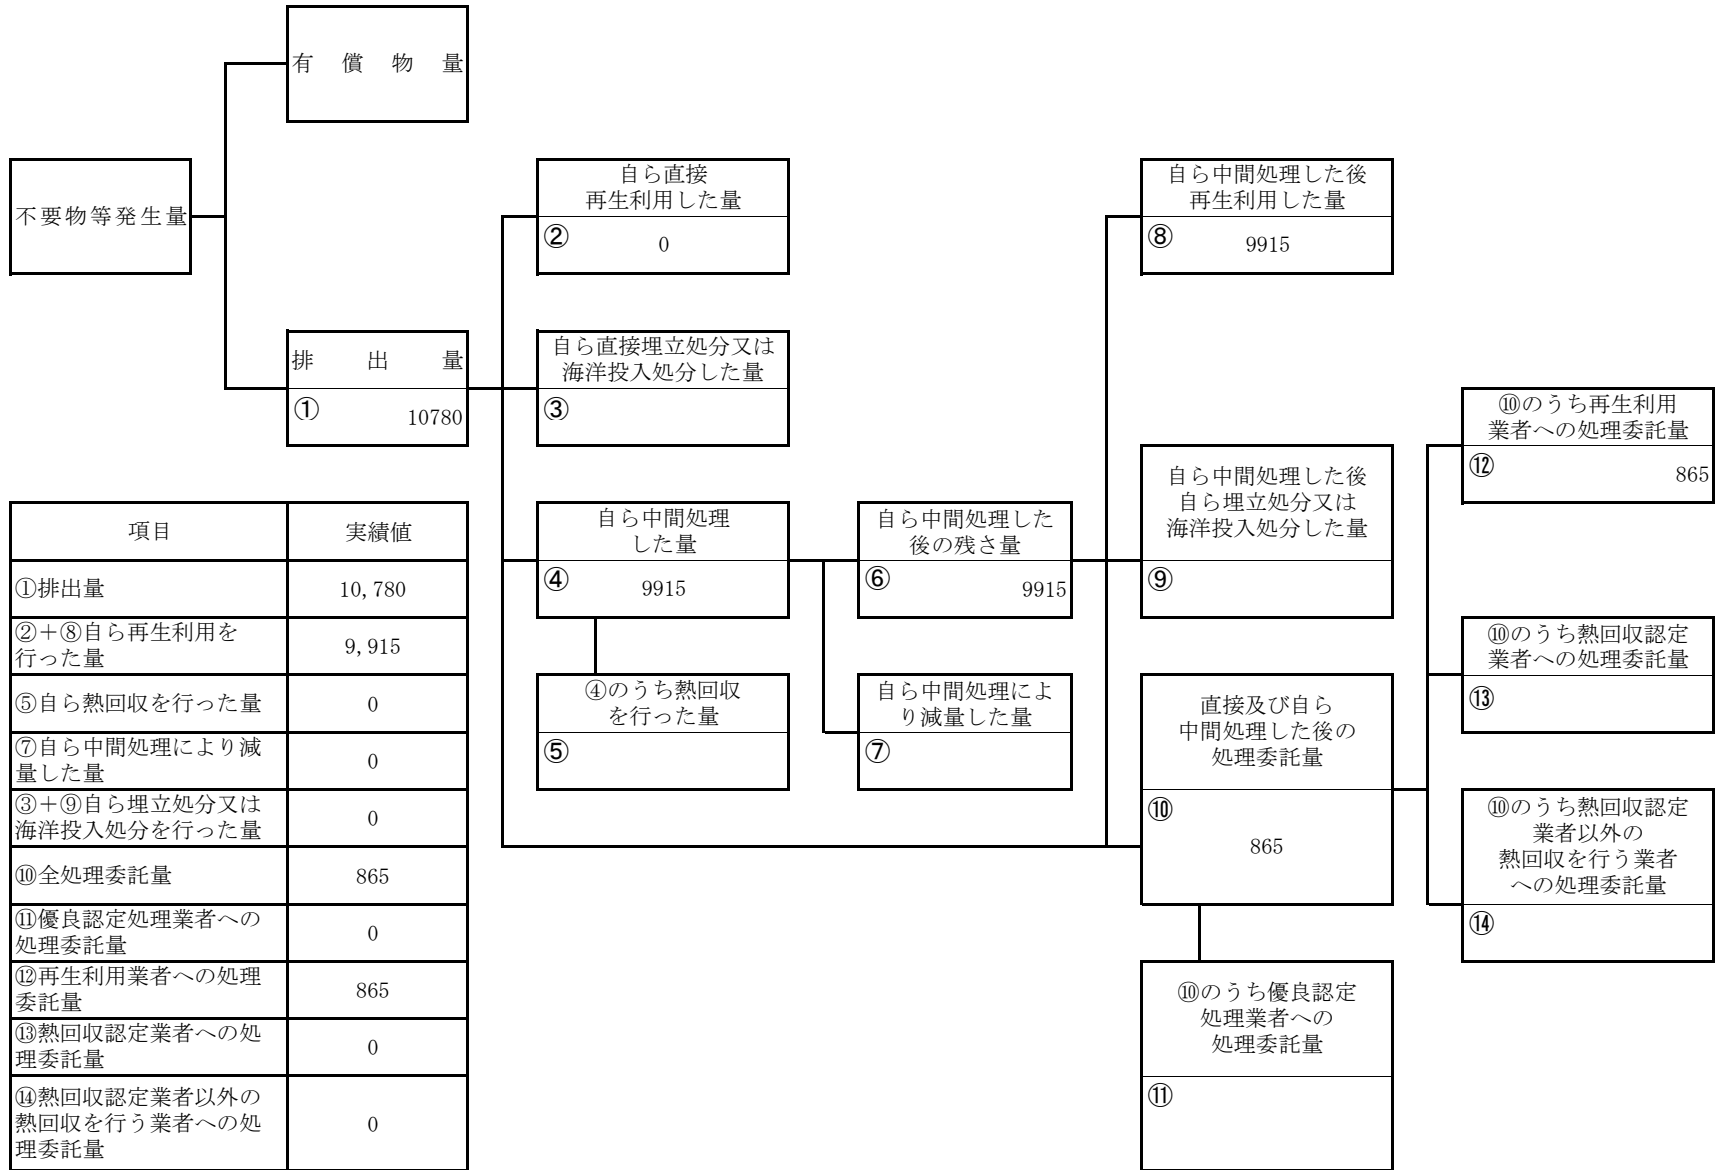 有償物量
不要物等発生量
自ら直接
再生利用した量
② 0
自ら中間処理した後
再生利用した量
⑧ 9915
排出量
① 10780
自ら直接埋立処分又は
海洋投入処分した量
③
⑩のうち再生利用
業者への処理委託量
⑫ 865
自ら中間処理
した量
④ 9915
自ら中間処理した
後の残さ量
⑥ 9915
自ら中間処理した後
自ら埋立処分又は
海洋投入処分した量
⑨
⑩のうち熱回収認定
業者への処理委託量
⑬
④のうち熱回収
を行った量
⑤
自ら中間処理によ
り減量した量
⑦
直接及び自ら
中間処理した後の
処理委託量
⑩
865
⑩のうち熱回収認定
業者以外の
熱回収を行う業者
への処理委託量
⑭
⑩のうち優良認定
処理業者への
処理委託量
⑪
項目 実績値
①排出量 10,780
②＋⑧自ら再生利用を
行った量 9,915
⑤自ら熱回収を行った量 0
⑦自ら中間処理により減
量した量 0
③＋⑨自ら埋立処分又は
海洋投入処分を行った量 0
⑩全処理委託量 865
⑪優良認定処理業者への
処理委託量 0
⑫再生利用業者への処理
委託量 865
⑬熱回収認定業者への処
理委託量 0
⑭熱回収認定業者以外の
熱回収を行う業者への処
理委託量 0